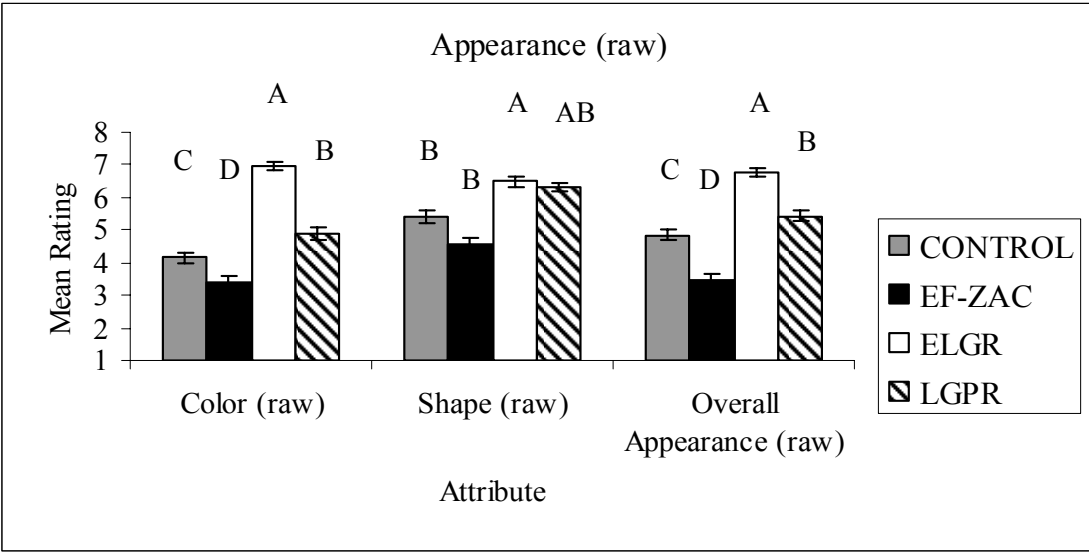 Appearance (raw)
A
A
A
AB
B
B
B
C
D
B
C
D
8
7
6
5
4
3
2
1
Mean Rating
Color (raw)
Shape (raw)
Overall
Appearance (raw)
Attribute
CONTROL
EF-ZAC
ELGR
LGPR